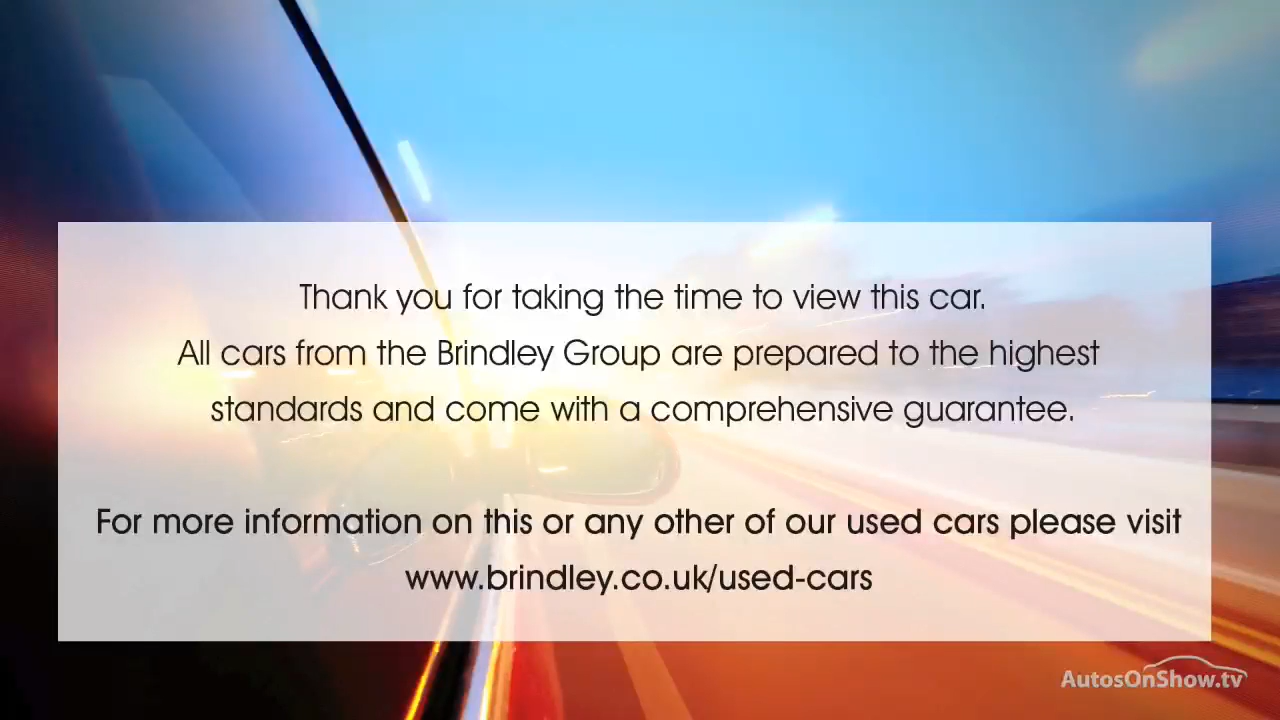 Thank you for taking the time to view this car.
All cars from the Brindley Group are prepared to the highest
standards and come with a comprehensive guarantee.
For more information on this or any other of our used cars please visit
www.brindley.co.uk/used-cars
AutosOnShow.tv